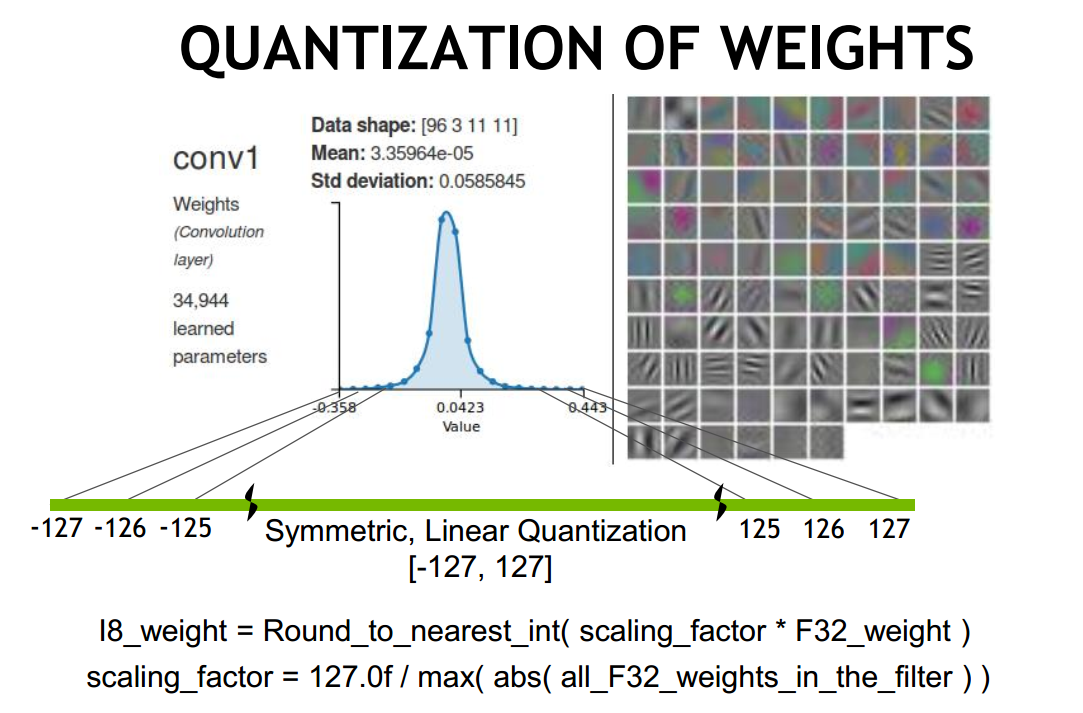 QUANTIZATION OF WEIGHTS
conv1
Weights
(Convolution
layer)
34,944
learned
parameters
Data shape: [96 3 11 11]
Mean: 3.35964e-05
Std deviation: 0.0585845
-0.358 0.0423 0.443
Value
-127 -126 -125 125 126 127
Symmetric, Linear Quantization
[-127, 127]
I8_weight = Round_to_nearest_int( scaling_factor * F32_weight )
scaling_factor = 127.0f / max( abs( all_F32_weights_in_the_filter ) )